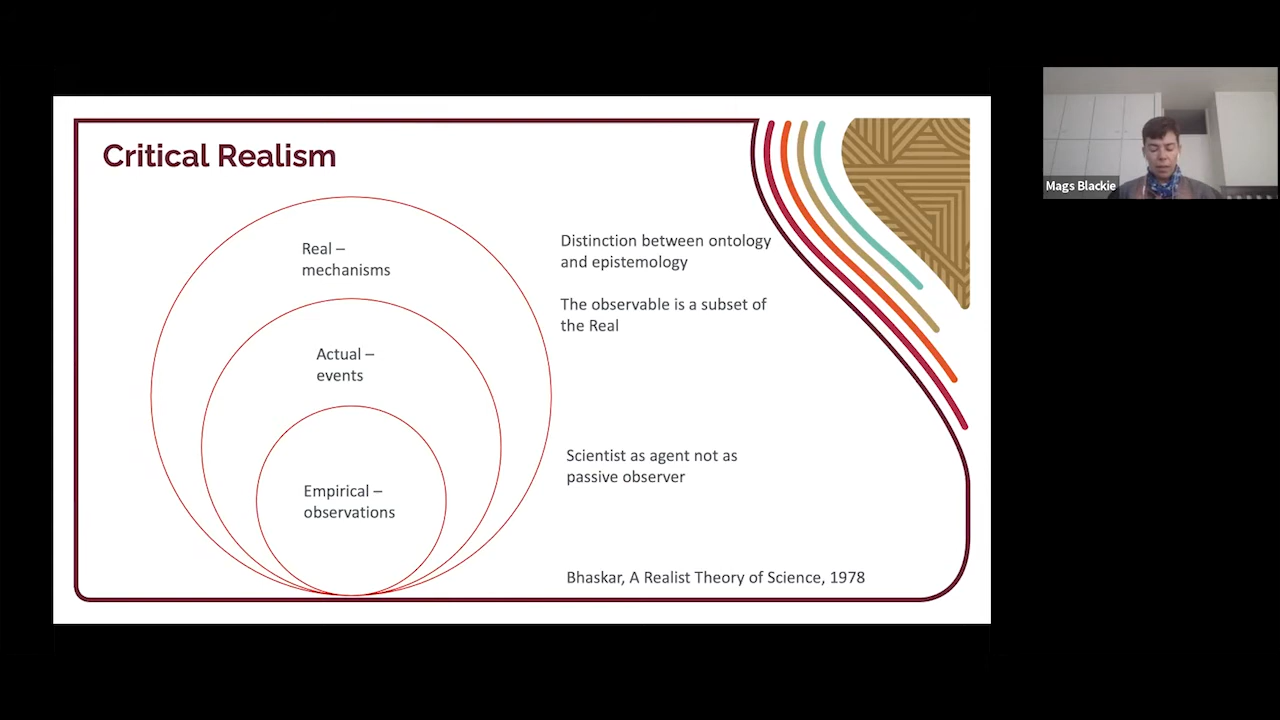 Critical Realism
Real –
mechanisms
Actual –
events
Empirical –
observations
Distinction between ontology
and epistemology
The observable is a subset of
the Real
Scientist as agent not as
passive observer
Bhaskar, A Realist Theory of Science, 1978
Mags Blackie